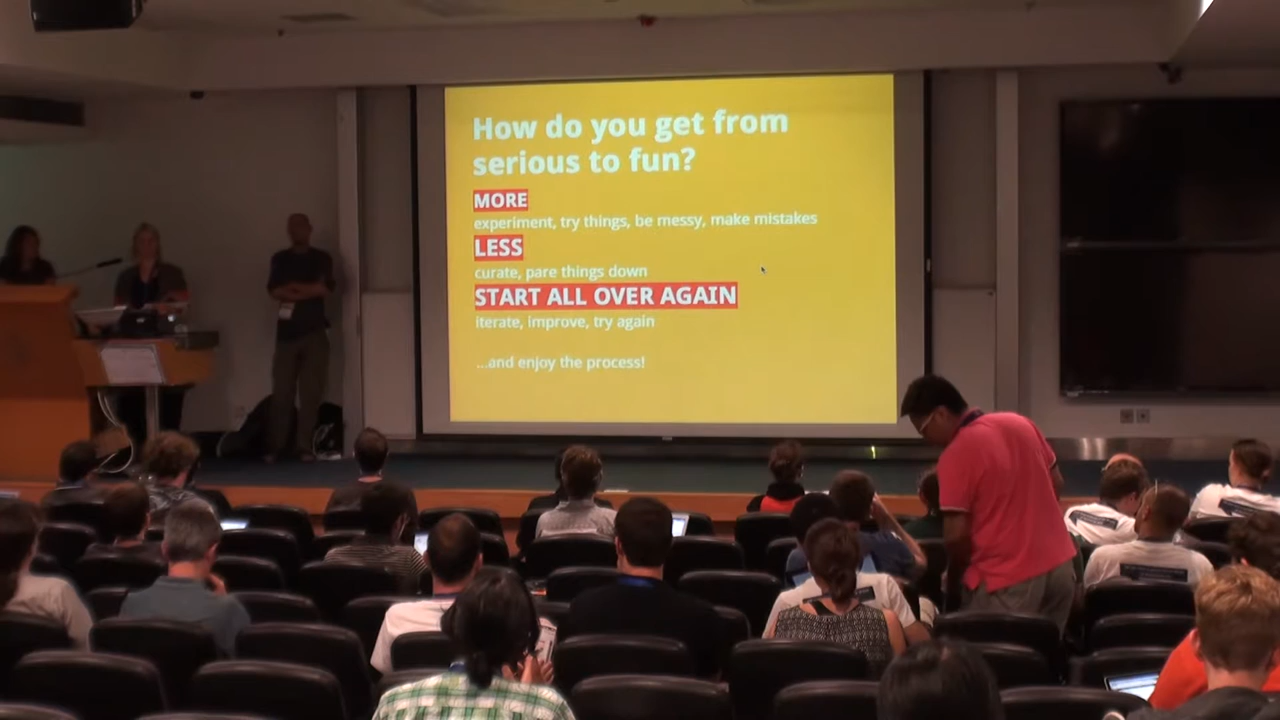 How do you get from
serious to fun?
MORE
experiment, try things, be messy, make mistakes
LESS
curate, pare things down
START ALL OVER AGAIN
iterate, improve, try again
...and enjoy the process!